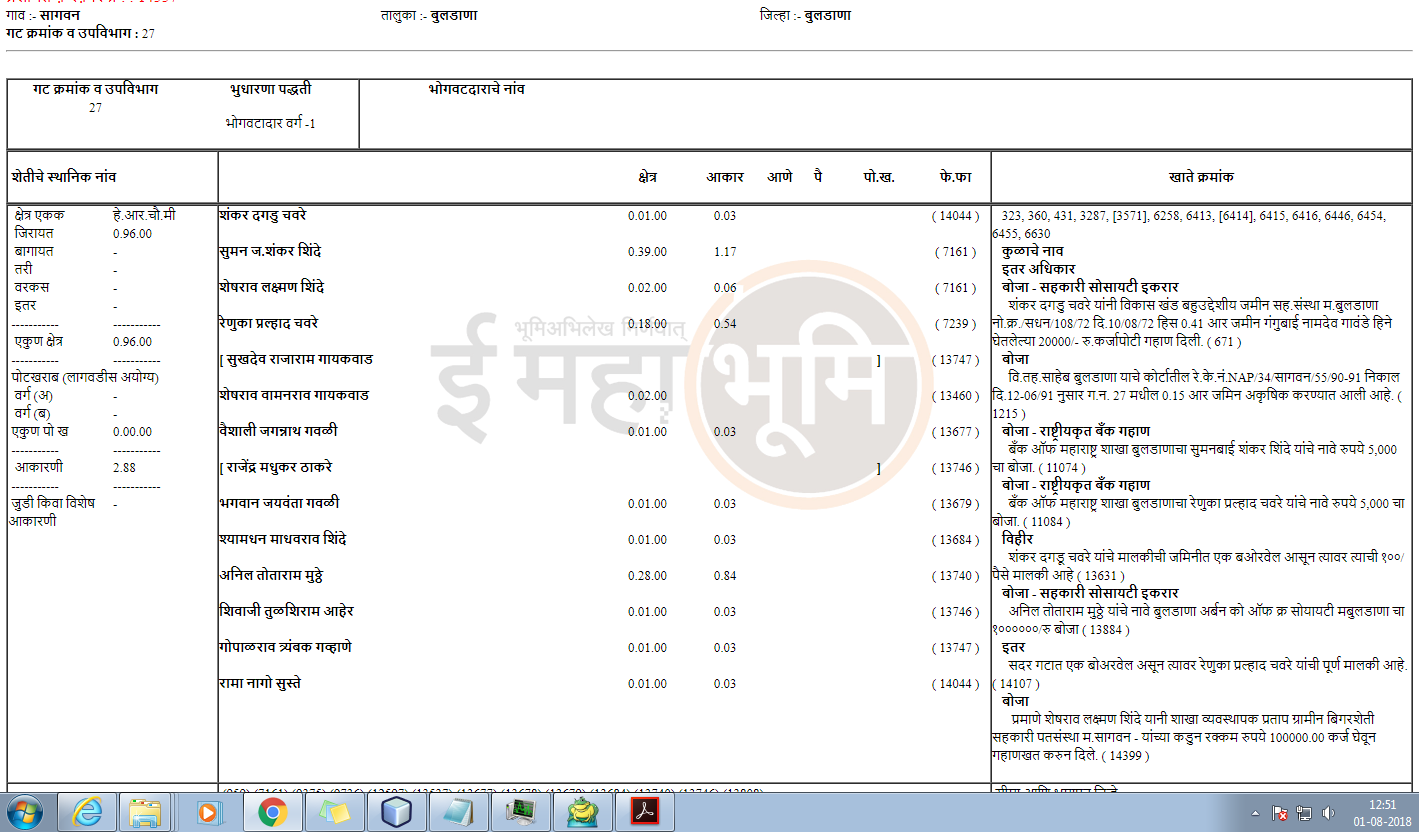 गाव :- सागवन तालुका :- बुलडाणा जिल्हा :- बुलडाणा
गट क्रमांक व उपविभाग : 27
गट क्रमांक व उपविभाग भुधारणा पद्धती भोगवटदाराचे नांव
27
भोगवटादार वर्ग -1
शेतीचे स्थानिक नांव क्षेत्र आकार आणे पै पो.ख. फे.फा खाते क्रमांक
क्षेत्र एकक हे.आर.चौ.मी
जिरायत 0.96.00
बागायत -
तरी -
वरकस -
इतर -
----------- -----------
एकुण क्षेत्र 0.96.00
----------- -----------
पोटखराब (लागवडीस अयोग्य)
वर्ग (अ) -
वर्ग (ब) -
एकुण पो ख 0.00.00
----------- -----------
आकारणी 2.88
----------- -----------
जुडी किवा विशेष -
आकारणी
शंकर दगडु चवरे 0.01.00 0.03 ( 14044 )
सुमन ज.शंकर शिंदे 0.39.00 1.17 ( 7161 )
शेषराव लक्ष्मण शिंदे 0.02.00 0.06 ( 7161 )
रेणुका प्रल्हाद चवरे 0.18.00 0.54 ( 7239 )
[ सुखदेव राजाराम गायकवाड ] ( 13747 )
शेषराव वामनराव गायकवाड 0.02.00 ( 13460 )
वैशाली जगन्नाथ गवळी 0.01.00 0.03 ( 13677 )
[ राजेंद्र मधुकर ठाकरे ] ( 13746 )
भगवान जयवंता गवळी 0.01.00 0.03 ( 13679 )
श्यामधन माधवराव शिंदे 0.01.00 0.03 ( 13684 )
अनिल तोताराम मुठ्ठे 0.28.00 0.84 ( 13740 )
शिवाजी तुळशिराम आहेर 0.01.00 0.03 ( 13746 )
गोपाळराव त्र्यंबक गव्हाणे 0.01.00 0.03 ( 13747 )
रामा नागो सुस्ते 0.01.00 0.03 ( 14044 )
323, 360, 431, 3287, [3571], 6258, 6413, [6414], 6415, 6416, 6446, 6454,
6455, 6630
कुळाचे नाव
इतर अधिकार
बोजा - सहकारी सोसायटी इकरार
शंकर दगडु चवरे यांनी विकास खंड बहुउद्देशीय जमीन सह.संस्था म.बुलडाणा
नो.क्र./सधन/108/72 दि.10/08/72 हिस 0.41 आर जमीन गंगुबाई नामदेव गावंडे हिने
घेतलेल्या 20000/- रु.कर्जापोटी गहाण दिली. ( 671 )
बोजा
वि.तह.साहेब बुलडाणा याचे कोर्टातील रे.के.नं.NAP/34/सागवन/55/90-91 निकाल
दि.12-06/91 नुसार ग.न. 27 मधील 0.15 आर जमिन अकृषिक करण्यात आली आहे. (
1215 )
बोजा - राष्ट्रीयकृत बँक गहाण
बँक ऑफ महाराष्ट्र शाखा बुलडाणाचा सुमनबाई शंकर शिंदे यांचे नावे रुपये 5,000
चा बोजा. ( 11074 )
बोजा - राष्ट्रीयकृत बँक गहाण
बँक ऑफ महाराष्ट्र शाखा बुलडाणाचा रेणुका प्रल्हाद चवरे यांचे नावे रुपये 5,000 चा
बोजा. ( 11084 )
विहीर
शंकर दगडू चवरे यांचे मालकीची जमिनीत एक बओरवेल आसून त्यावर त्याची १००/
पैसे मालकी आहे ( 13631 )
बोजा - सहकारी सोसायटी इकरार
अनिल तोताराम मुठ्ठे यांचे नावे बुलडाणा अर्बन को ऑफ क्र सोयायटी मबुलडाणा चा
१००००००/रु बोजा ( 13884 )
इतर
सदर गटात एक बोअरवेल असून त्यावर रेणुका प्रल्हाद चवरे यांची पूर्ण मालकी आहे.
( 14107 )
बोजा
प्रमाणे शेषराव लक्ष्मण शिंदे यानी शाखा व्यवस्थापक प्रताप ग्रामीन बिगरशेती
सहकारी पतसंस्था म.सागवन - यांच्या कडुन रक्कम रुपये 100000.00 कर्ज घेवून
गहाणखत करुन दिले. ( 14399 )
ई महा भूमि
12:51
01-08-2018